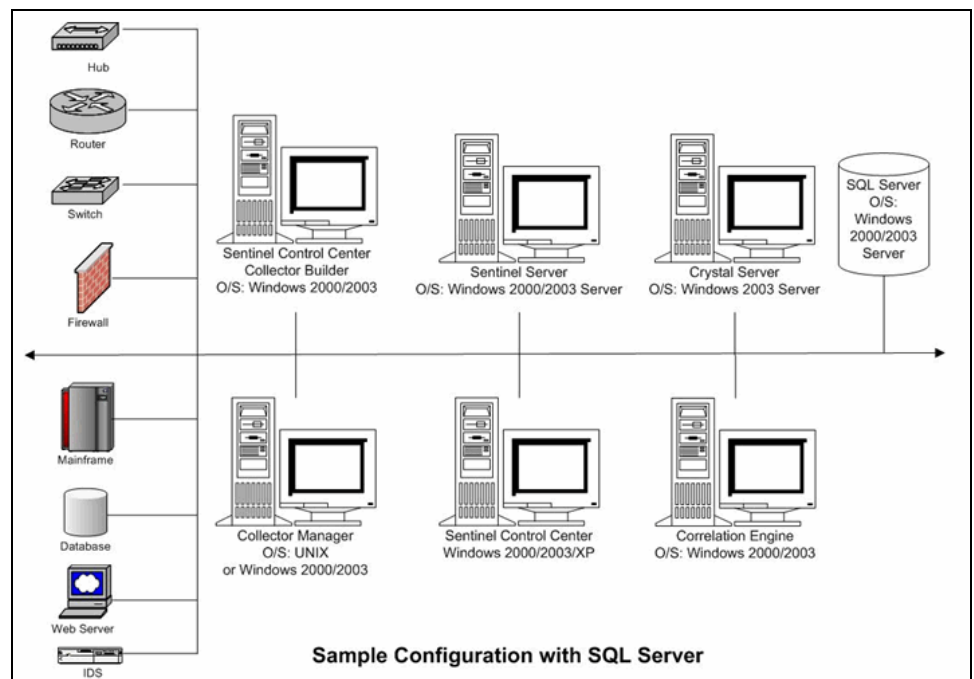 Hub
Router
Switch
Firewall
Mainframe
Database
Web Server
IDS
Sentinel Control Center
Collector Builder
O/S: Windows 2000/2003
Sentinel Server
O/S: Windows 2000/2003 Server
Crystal Server
O/S: Windows 2003 Server
SQL Server
O/S:
Windows
2000/2003
Server
Collector Manager
O/S: UNIX
or Windows 2000/2003
Sentinel Control Center
Windows 2000/2003/XP
Correlation Engine
O/S: Windows 2000/2003
Sample Configuration with SQL Server